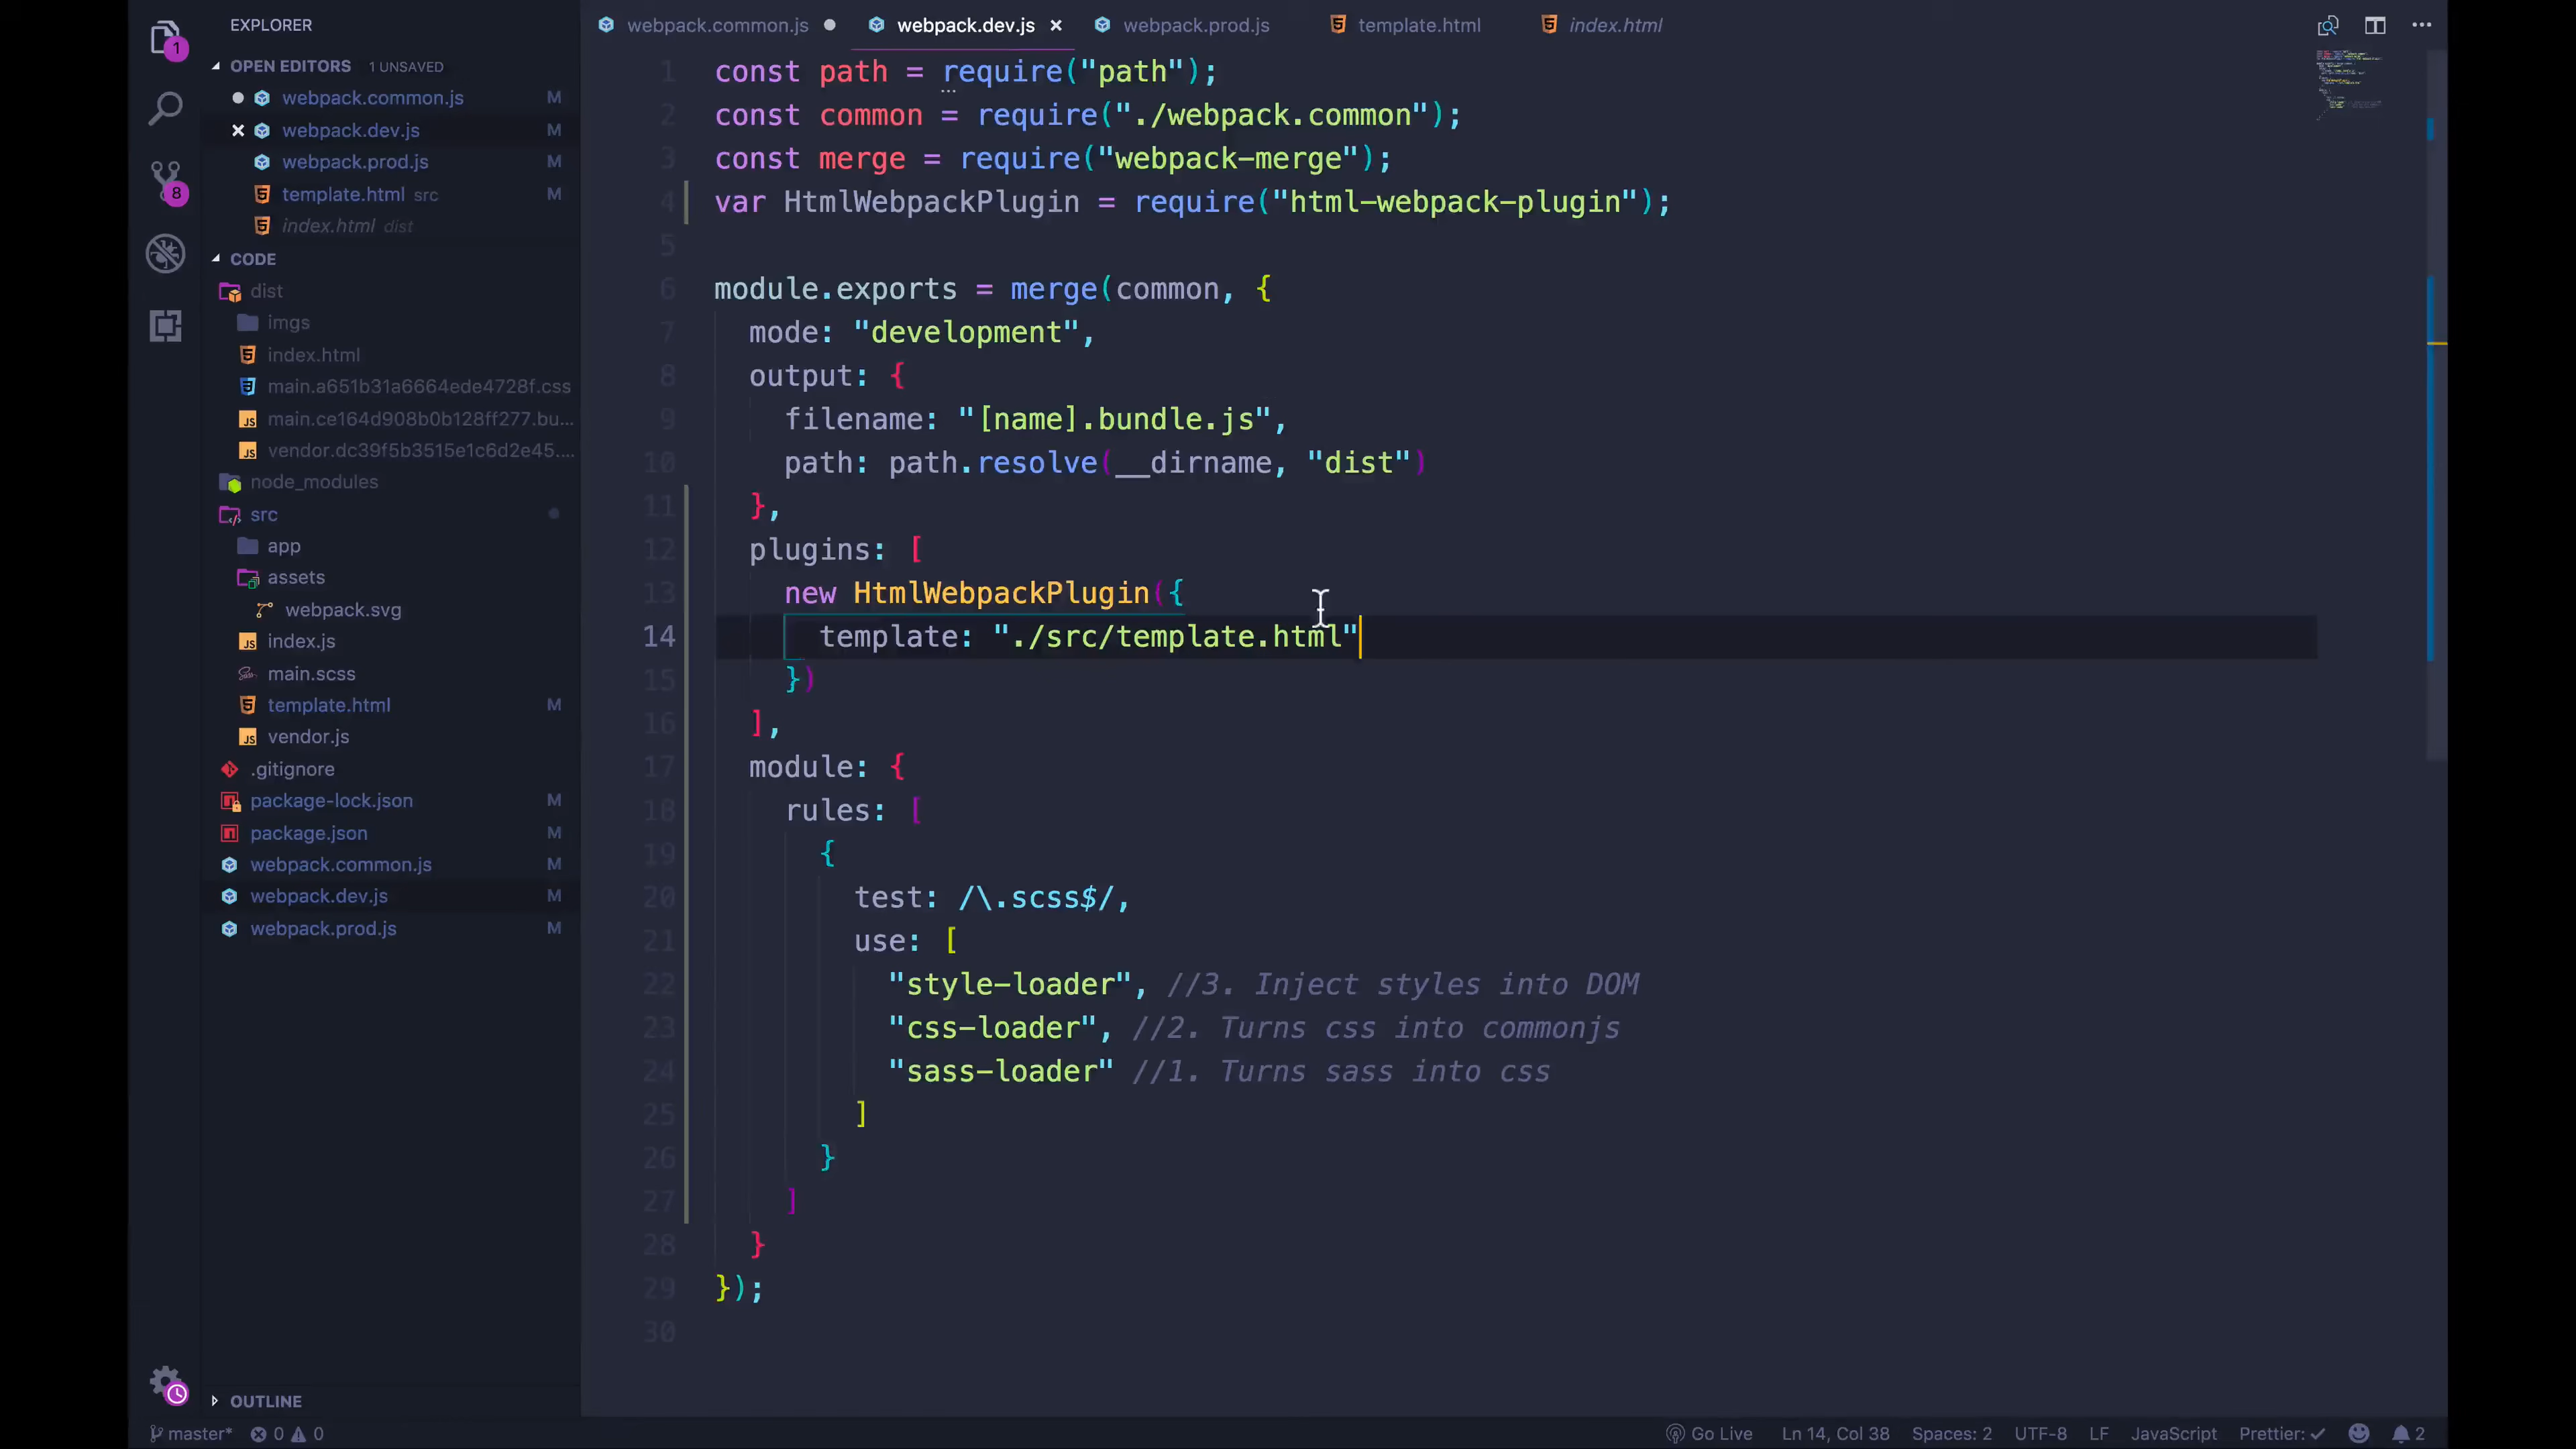 EXPLORER
OPEN EDITORS 1 UNSAVED
webpack.common.js M
webpack.dev.js M
webpack.prod.js M
template.html src M
index.html dist
CODE
dist
imgs
index.html
main.a651b31a6664ede4728f.css
main.ce164d908b0b128ff277.bu...
vendor.dc39f5b3515e1c6d2e45....
node_modules
src
app
assets
webpack.svg
index.js
main.scss
template.html M
vendor.js
.gitignore
package-lock.json M
package.json M
webpack.common.js M
webpack.dev.js M
webpack.prod.js M
OUTLINE
1
8
webpack.common.js webpack.dev.js webpack.prod.js template.html index.html
1 const path = require("path");
2 const common = require("./webpack.common");
3 const merge = require("webpack-merge");
4 var HtmlWebpackPlugin = require("html-webpack-plugin");
5
6 module.exports = merge(common, {
7 mode: "development",
8 output: {
9 filename: "[name].bundle.js",
10 path: path.resolve(__dirname, "dist")
11 },
12 plugins: [
13 new HtmlWebpackPlugin({
14 template: "./src/template.html"
15 })
16 ],
17 module: {
18 rules: [
19 {
20 test: /\.scss$/,
21 use: [
22 "style-loader", //3. Inject styles into DOM
23 "css-loader", //2. Turns css into commonjs
24 "sass-loader" //1. Turns sass into css
25 ]
26 }
27 ]
28 }
29 });
30
master* 0 0 Go Live Ln 14, Col 38 Spaces: 2 UTF-8 LF JavaScript Prettier: ✓ 2